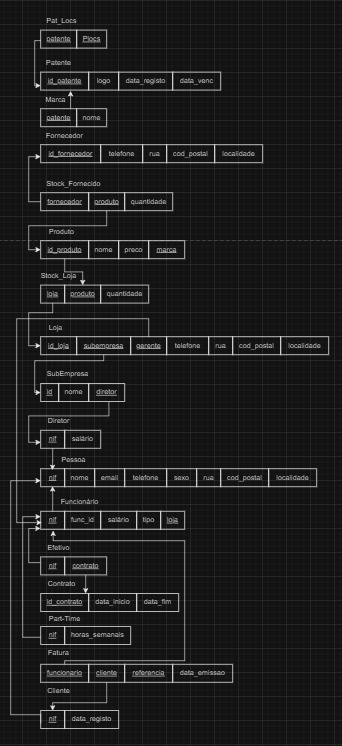 Pat_Locs
patente Plocs
Patente
id_patente logo data_registo data_venc
Marca
patente nome
Fornecedor
id_fornecedor telefone rua cod_postal localidade
Stock_Fornecido
fornecedor produto quantidade
Produto
id_produto nome preco marca
Stock_Loja
loja produto quantidade
Loja
id_loja subempresa gerente telefone rua cod_postal localidade
SubEmpresa
id nome diretor
Diretor
nif salário
Pessoa
nif nome email telefone sexo rua cod_postal localidade
Funcionário
nif func_id salário tipo loja
Efetivo
nif contrato
Contrato
id_contrato data_inicio data_fim
Part-Time
nif horas_semanais
Fatura
funcionario cliente referencia data_emissao
Cliente
nif data_registo